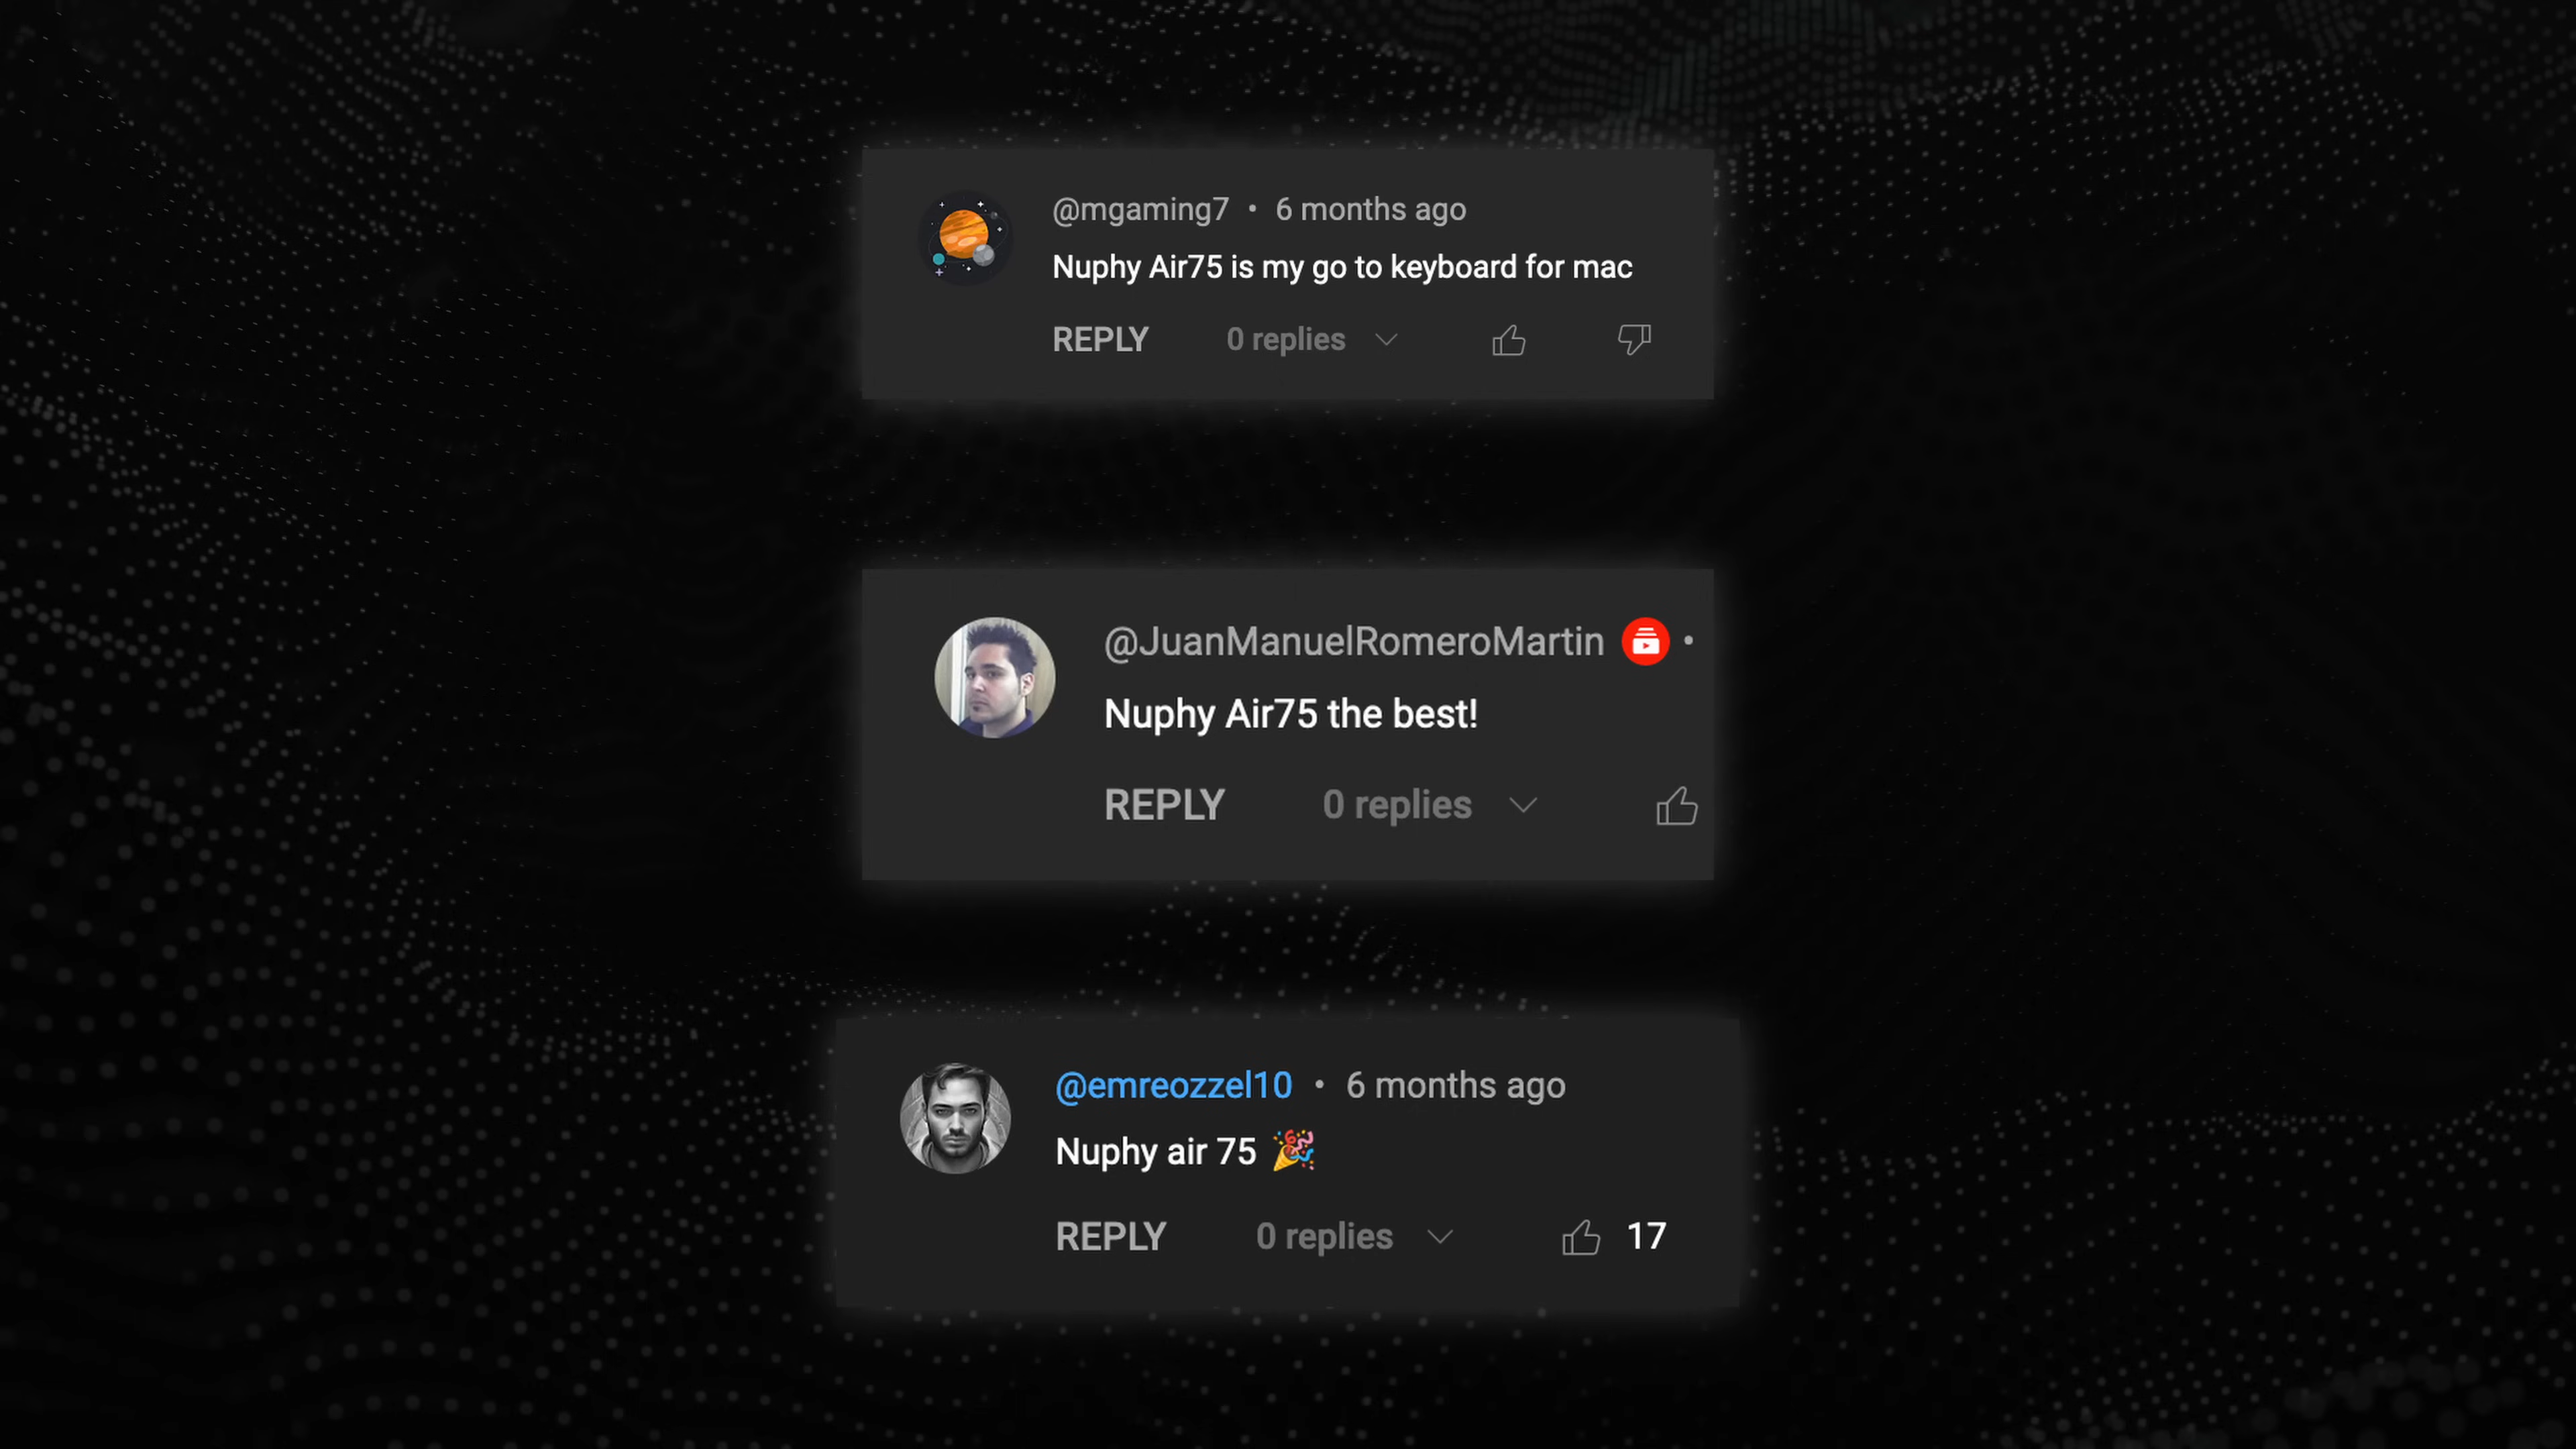 @mgaming7 • 6 months ago
Nuphy Air75 is my go to keyboard for mac
REPLY 0 replies
@JuanManuelRomeroMartin •
Nuphy Air75 the best!
REPLY 0 replies
@emreozzel10 • 6 months ago
Nuphy air 75 🎉
REPLY 0 replies 17